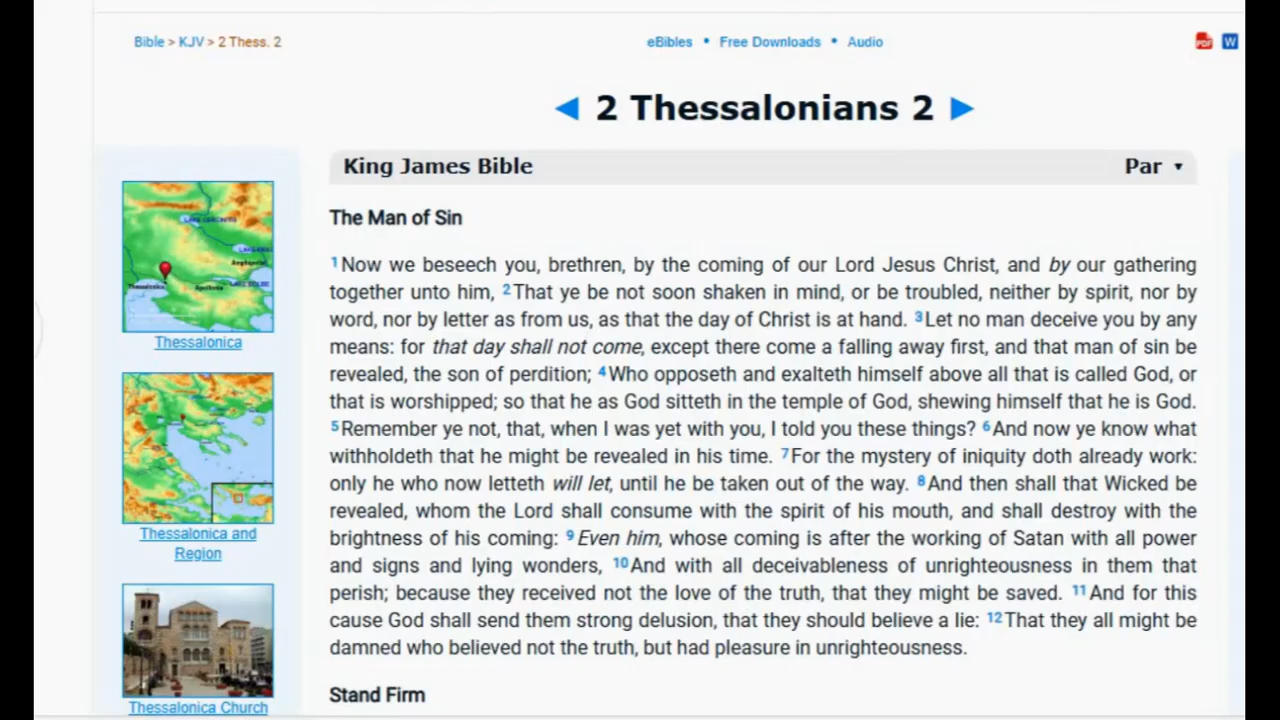 Bible > KJV > 2 Thess. 2
eBibles • Free Downloads • Audio
◄ 2 Thessalonians 2 ►
King James Bible
Par ▼
The Man of Sin
1Now we beseech you, brethren, by the coming of our Lord Jesus Christ, and by our gathering
together unto him, 2That ye be not soon shaken in mind, or be troubled, neither by spirit, nor by
word, nor by letter as from us, as that the day of Christ is at hand. 3Let no man deceive you by any
means: for that day shall not come, except there come a falling away first, and that man of sin be
revealed, the son of perdition; 4Who opposeth and exalteth himself above all that is called God, or
that is worshipped; so that he as God sitteth in the temple of God, shewing himself that he is God.
5Remember ye not, that, when I was yet with you, I told you these things? 6And now ye know what
withholdeth that he might be revealed in his time. 7For the mystery of iniquity doth already work:
only he who now letteth will let, until he be taken out of the way. 8And then shall that Wicked be
revealed, whom the Lord shall consume with the spirit of his mouth, and shall destroy with the
brightness of his coming: 9Even him, whose coming is after the working of Satan with all power
and signs and lying wonders, 10And with all deceivableness of unrighteousness in them that
perish; because they received not the love of the truth, that they might be saved. 11And for this
cause God shall send them strong delusion, that they should believe a lie: 12That they all might be
damned who believed not the truth, but had pleasure in unrighteousness.
Stand Firm
Amphipolis
Thessalonica
Apollonia
Thessalonica
Thessalonica and
Region
Thessalonica Church
PDF
W